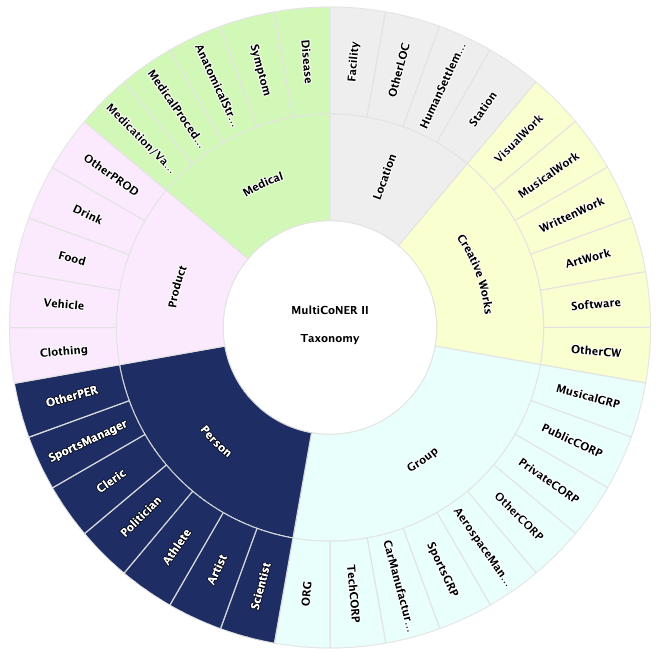 MultiCoNER II
Taxonomy
Location
Facility
OtherLOC
HumanSettlem...
Station
Creative Works
VisualWork
MusicalWork
WrittenWork
ArtWork
Software
OtherCW
Group
MusicalGRP
PublicCORP
PrivateCORP
OtherCORP
AerospaceMan...
SportsGRP
CarManufactur...
TechCORP
ORG
Person
Scientist
Artist
Athlete
Politician
Cleric
SportsManager
OtherPER
Product
Clothing
Vehicle
Food
Drink
OtherPROD
Medical
Medication/Va...
MedicalProced...
AnatomicalStr...
Symptom
Disease